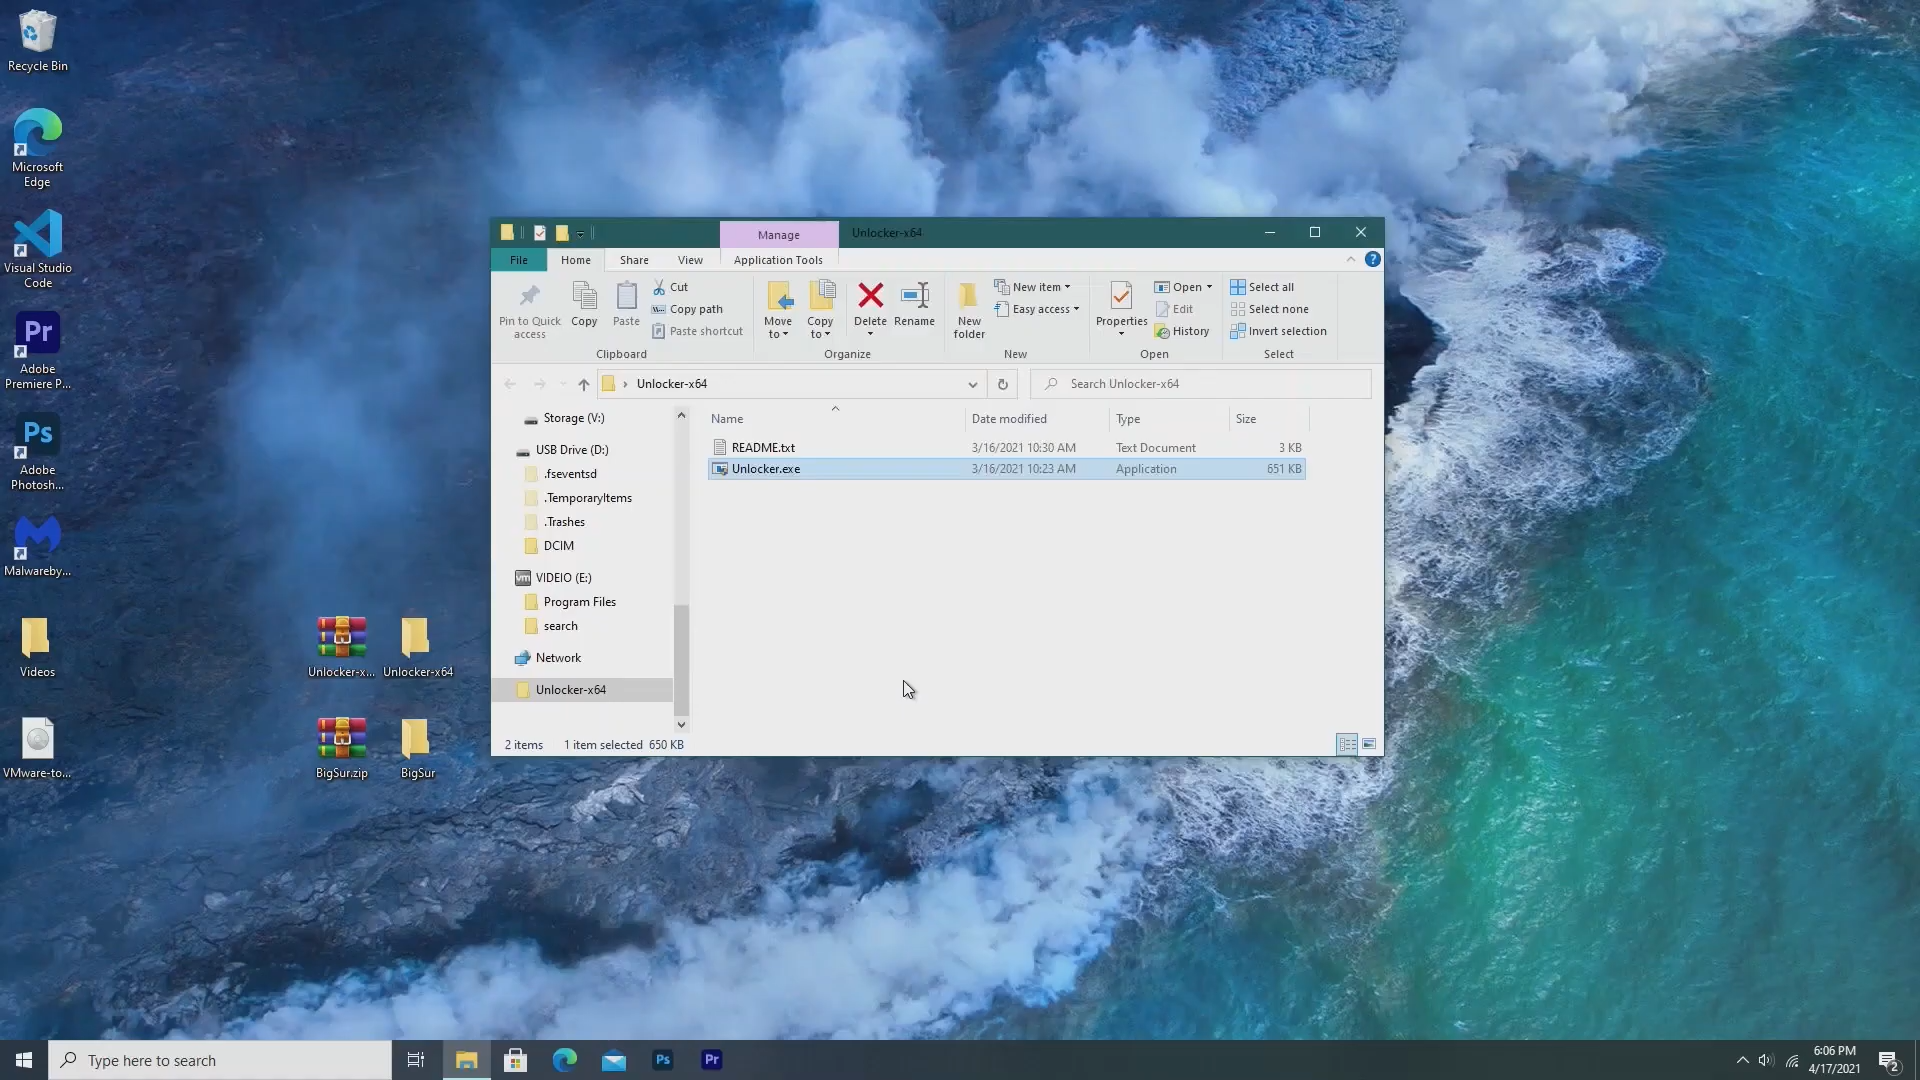 Recycle Bin
Microsoft
Edge
Visual Studio
Code
Pr
Adobe
Premiere P...
Ps
Adobe
Photosh...
Malwareby...
Videos
VMware-to...
Unlocker-x...
Unlocker-x64
BigSur.zip
BigSur
Manage
Unlocker-x64
File
Home
Share
View
Application Tools
?
Pin to Quick
access
Copy
Paste
Cut
Copy path
Paste shortcut
Clipboard
Move
to
Copy
to
Delete
Rename
Organize
New
folder
New item
Easy access
New
Properties
Open
Edit
History
Open
Select all
Select none
Invert selection
Select
Unlocker-x64
Search Unlocker-x64
Storage (V:)
USB Drive (D:)
.fseventsd
.TemporaryItems
.Trashes
DCIM
vm
VIDEIO (E:)
Program Files
search
Network
Unlocker-x64
Name
Date modified
Type
Size
README.txt
3/16/2021 10:30 AM
Text Document
3 KB
Unlocker.exe
3/16/2021 10:23 AM
Application
651 KB
2 items
1 item selected 650 KB
Type here to search
Ps
Pr
6:06 PM
4/17/2021
2